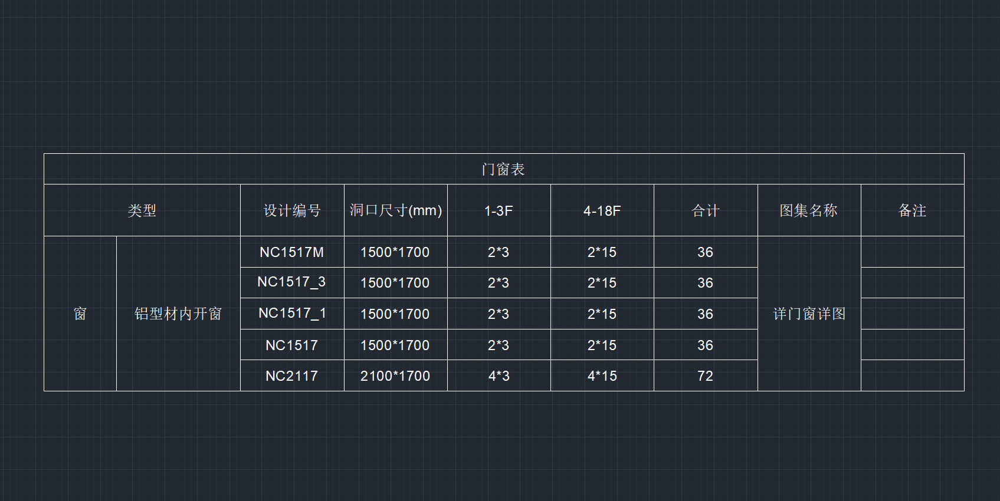 门窗表
类型 设计编号 洞口尺寸(mm) 1-3F 4-18F 合计 图集名称 备注
NC1517M 1500*1700 2*3 2*15 36
NC1517_3 1500*1700 2*3 2*15 36
窗 铝型材内开窗 NC1517_1 1500*1700 2*3 2*15 36 详门窗详图
NC1517 1500*1700 2*3 2*15 36
NC2117 2100*1700 4*3 4*15 72